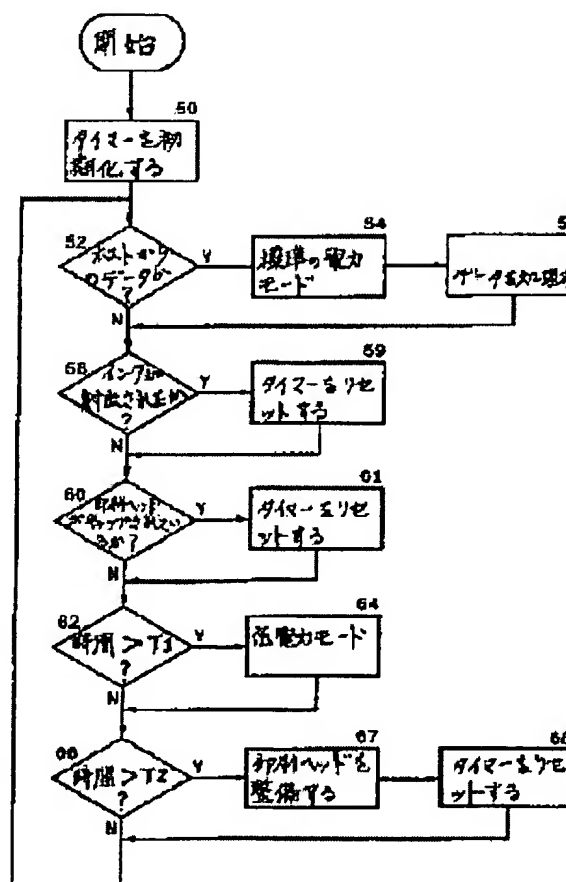 開始
50
タイマーを初
期化する
52
ホストから
のデータか
?
Y
54
標準の電力
モード
5
データを処理
N
58
インクが
射出されたか
?
Y
59
タイマーをリセ
ットする
N
60
印刷ヘッド
がキャップされてい
るか?
Y
61
タイマーをリセ
ットする
N
62
時間>T1
?
Y
64
低電力モード
N
66
時間>T2
?
Y
67
印刷ヘッドを
整備する
68
タイマーをリセ
ットする
N